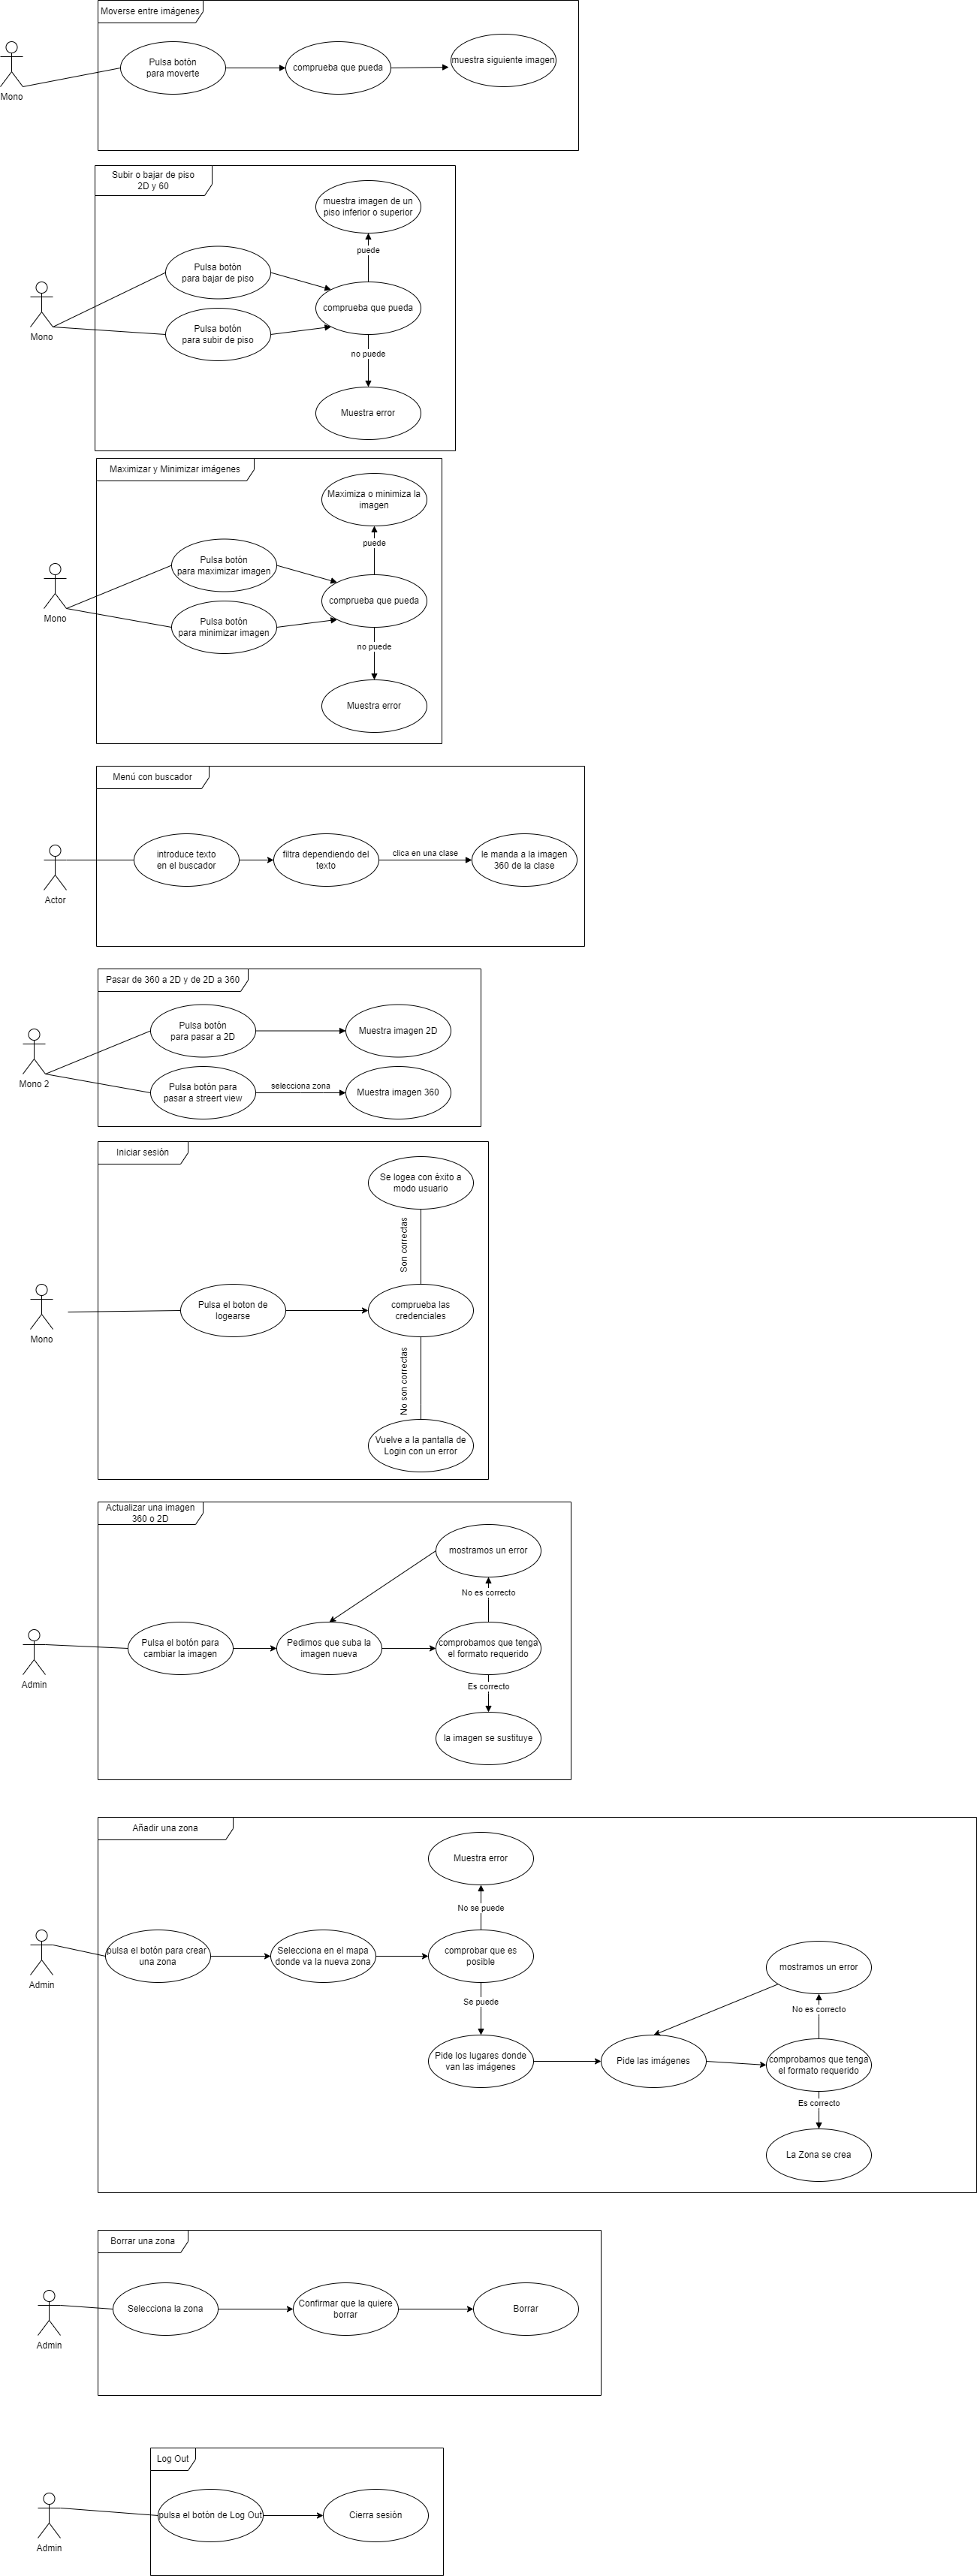 Moverse entre imágenes
Pulsa botón
para moverte
comprueba que pueda
muestra siguiente imagen
Mono
Subir o bajar de piso
2D y 60
muestra imagen de un
piso inferior o superior
puede
Pulsa botón
para bajar de piso
comprueba que pueda
Pulsa botón
para subir de piso
Mono
no puede
Muestra error
Maximizar y Minimizar imágenes
Maximiza o minimiza la
imagen
puede
Pulsa botón
para maximizar imagen
comprueba que pueda
Pulsa botón
para minimizar imagen
Mono
no puede
Muestra error
Menú con buscador
introduce texto
en el buscador
filtra dependiendo del
texto
clica en una clase
le manda a la imagen
360 de la clase
Actor
Pasar de 360 a 2D y de 2D a 360
Pulsa botón
para pasar a 2D
Muestra imagen 2D
Mono 2
Pulsa botón para
pasar a streert view
selecciona zona
Muestra imagen 360
Iniciar sesión
Se logea con éxito a
modo usuario
Son correctas
Pulsa el boton de
logearse
comprueba las
credenciales
Mono
No son correctas
Vuelve a la pantalla de
Login con un error
Actualizar una imagen
360 o 2D
mostramos un error
No es correcto
Pulsa el botón para
cambiar la imagen
Pedimos que suba la
imagen nueva
comprobamos que tenga
el formato requerido
Admin
Es correcto
la imagen se sustituye
Añadir una zona
Muestra error
No se puede
pulsa el botón para crear
una zona
Selecciona en el mapa
donde va la nueva zona
comprobar que es
posible
Admin
mostramos un error
Se puede
No es correcto
Pide los lugares donde
van las imágenes
Pide las imágenes
comprobamos que tenga
el formato requerido
Es correcto
La Zona se crea
Borrar una zona
Selecciona la zona
Confirmar que la quiere
borrar
Borrar
Admin
Log Out
pulsa el botón de Log Out
Cierra sesión
Admin